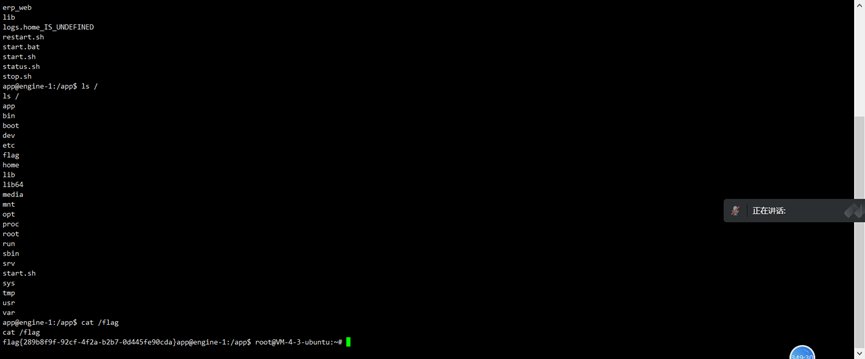 erp_web
lib
logs.home_IS_UNDEFINED
restart.sh
start.bat
start.sh
status.sh
stop.sh
app@engine-1:/app$ ls /
ls /
app
bin
boot
dev
etc
flag
home
lib
lib64
media
mnt
opt
proc
root
run
sbin
srv
start.sh
sys
tmp
usr
var
app@engine-1:/app$ cat /flag
cat /flag
flag{289b8f9f-92cf-4f2a-b2b7-0d445fe90cda}app@engine-1:/app$ root@VM-4-3-ubuntu:~#
正在讲话: